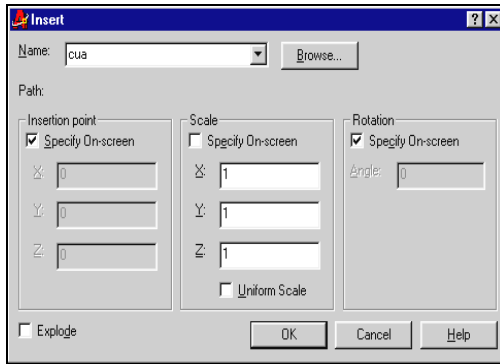 Insert
Name: cua Browse...
Path:
Insertion point Scale Rotation
Specify On-screen Specify On-screen Specify On-screen
X: 0 X: 1 Angle: 0
Y: 0 Y: 1
Z: 0 Z: 1
Uniform Scale
Explode OK Cancel Help